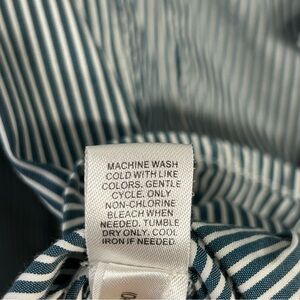 MACHINE WASH
COLD WITH LIKE
COLORS. GENTLE
CYCLE. ONLY
NON-CHLORINE
BLEACH WHEN
NEEDED. TUMBLE
DRY ONLY. COOL
IRON IF NEEDED